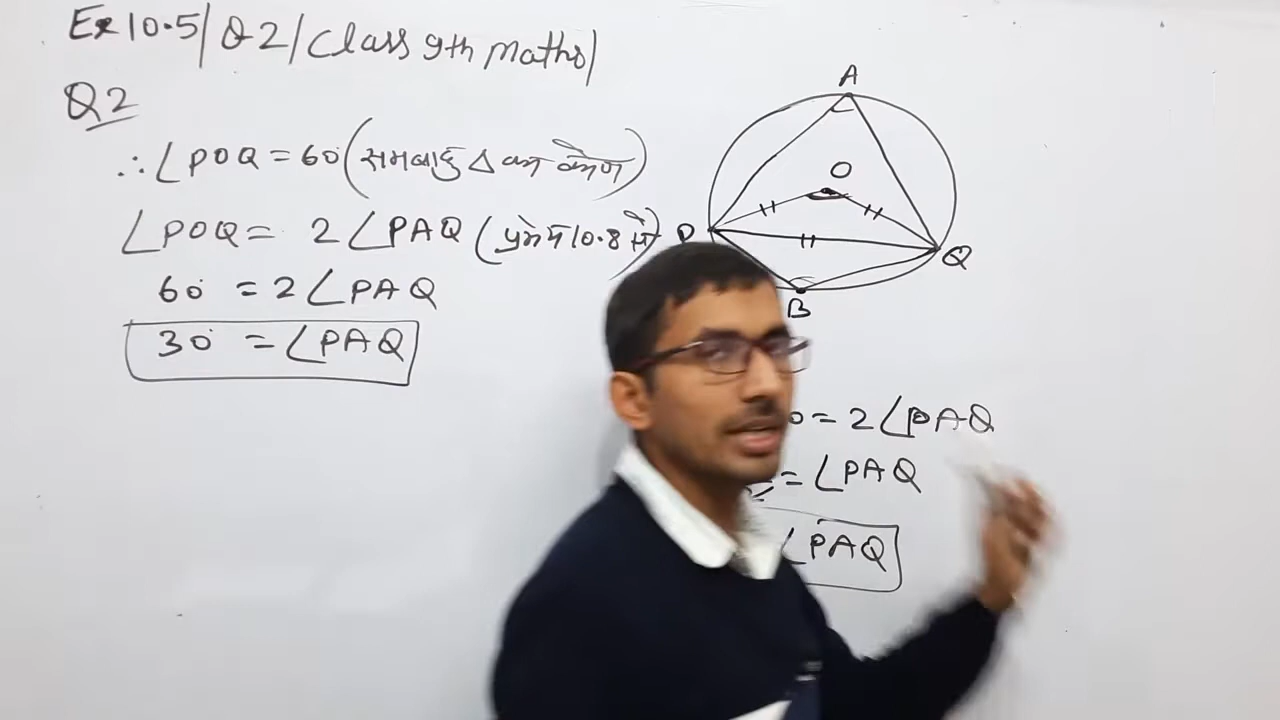 Ex 10.5 / Q2 / Class 9th maths /
Q2
∴ ∠POQ = 60° (समबाहु Δ का कोण)
∠POQ = 2∠PAQ (प्रमेय 10.8 से)
60° = 2∠PAQ
30° = ∠PAQ
A
O
P
Q
B
0 = 2∠PAQ
= ∠PAQ
∠PAQ